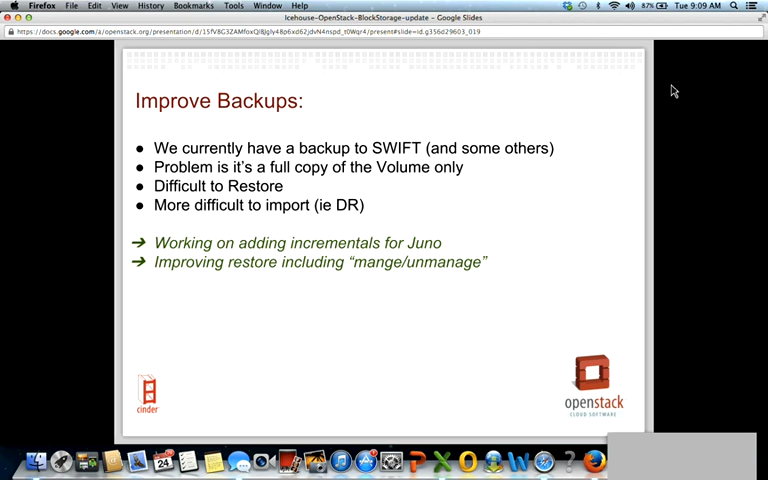 Firefox File Edit View History Bookmarks Tools Window Help 87% Tue 9:09 AM
Icehouse-OpenStack-BlockStorage-update - Google Slides
Improve Backups:
● We currently have a backup to SWIFT (and some others)
● Problem is it's a full copy of the Volume only
● Difficult to Restore
● More difficult to import (ie DR)
➔ Working on adding incrementals for Juno
➔ Improving restore including “mange/unmanage”
cinder
openstack
CLOUD SOFTWARE
24